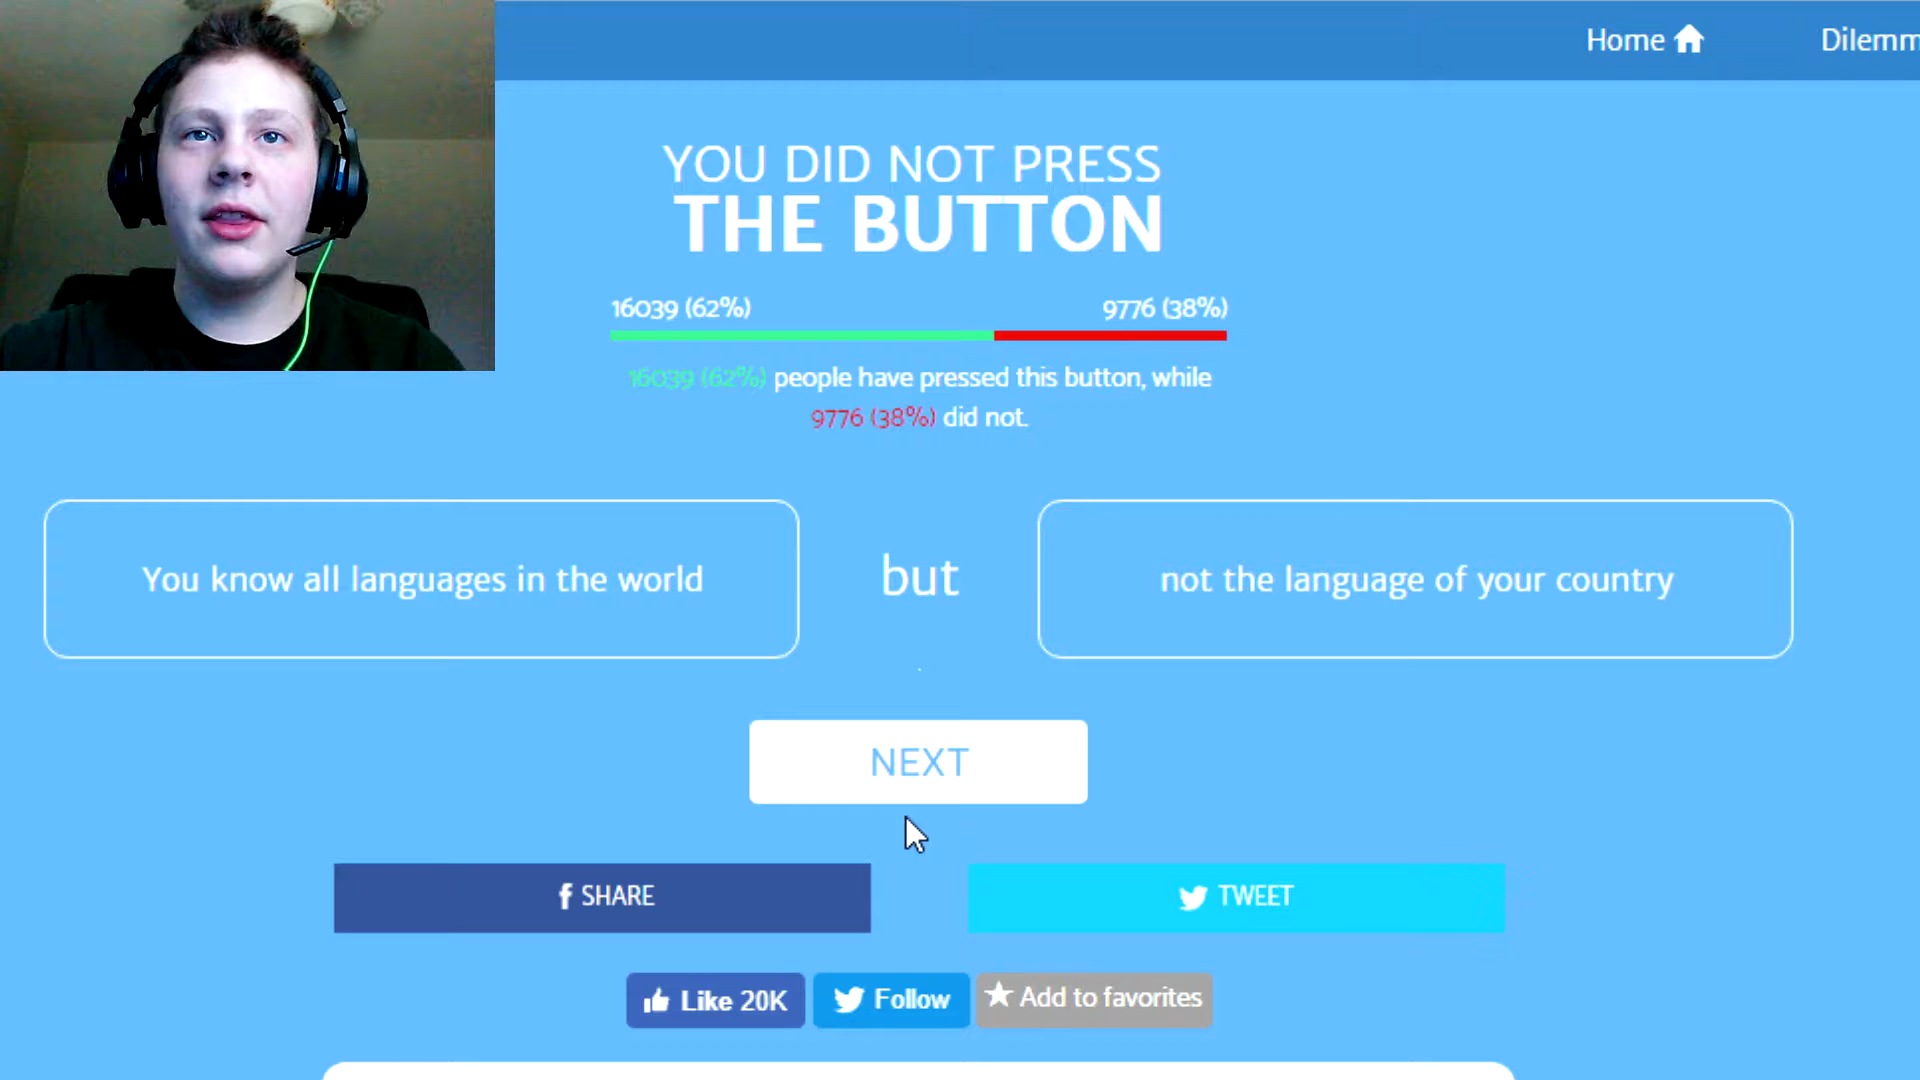 Home
Dilemm
YOU DID NOT PRESS
THE BUTTON
16039 (62%)
9776 (38%)
16039 (62%) people have pressed this button, while
9776 (38%) did not.
You know all languages in the world
but
not the language of your country
NEXT
SHARE
TWEET
Like 20K
Follow
Add to favorites